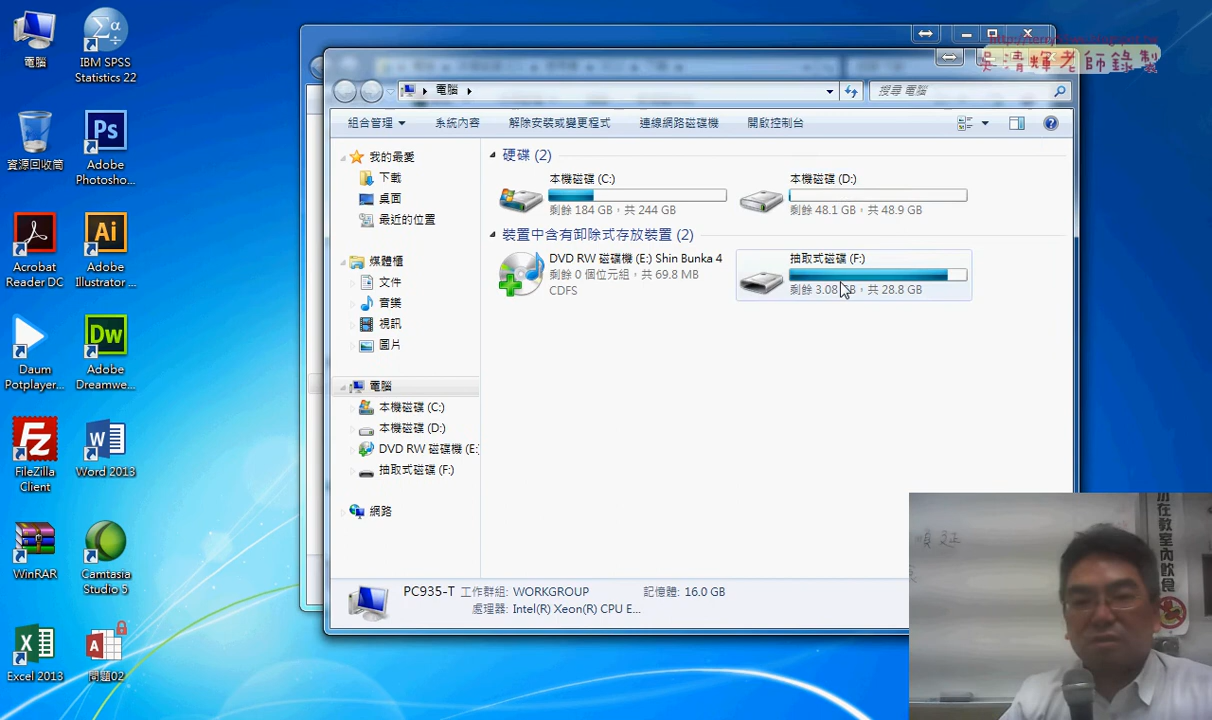 電腦
IBM SPSS
Statistics 22
資源回收筒
Adobe
Photosho...
Acrobat
Reader DC
Adobe
Illustrator ...
Daum
Potplayer...
Adobe
Dreamwe...
FileZilla
Client
Word 2013
WinRAR
Camtasia
Studio 5
Excel 2013
問題02
吳清輝老師錄製
電腦
搜尋 電腦
組合管理
系統內容
解除安裝或變更程式
連線網路磁碟機
開啟控制台
我的最愛
下載
桌面
最近的位置
媒體櫃
文件
音樂
視訊
圖片
電腦
本機磁碟 (C:)
本機磁碟 (D:)
DVD RW 磁碟機 (E:
抽取式磁碟 (F:)
網路
硬碟 (2)
本機磁碟 (C:)
剩餘 184 GB，共 244 GB
本機磁碟 (D:)
剩餘 48.1 GB，共 48.9 GB
裝置中含有卸除式存放裝置 (2)
DVD RW 磁碟機 (E:) Shin Bunka 4
剩餘 0 個位元組，共 69.8 MB
CDFS
抽取式磁碟 (F:)
剩餘 3.08 GB，共 28.8 GB
PC935-T
工作群組: WORKGROUP
記憶體: 16.0 GB
處理器: Intel(R) Xeon(R) CPU E...
在教室內飲食